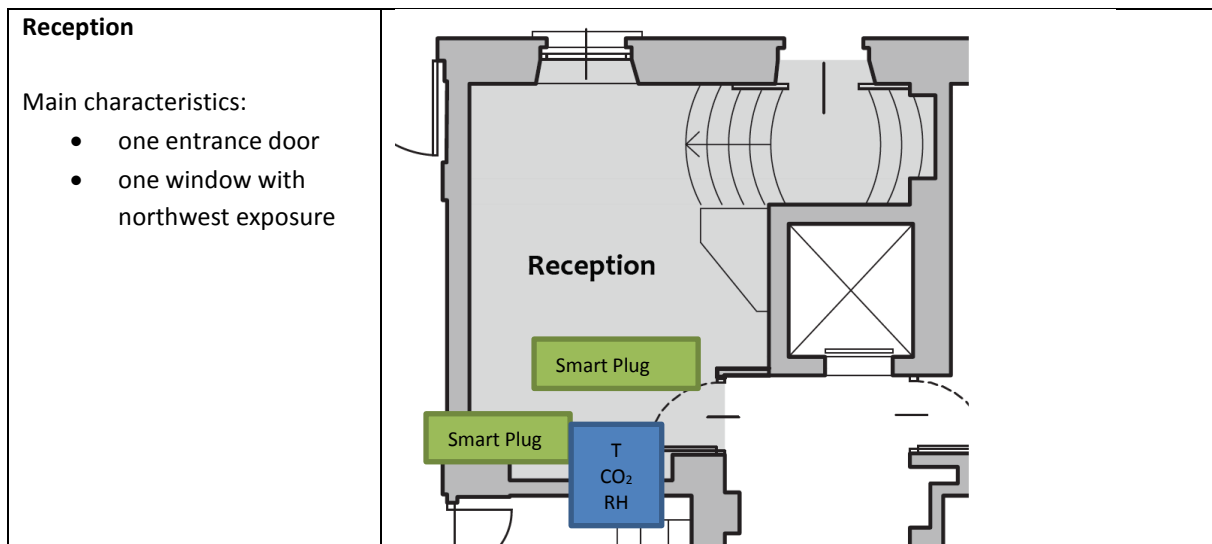 Reception
Main characteristics:
• one entrance door
• one window with
northwest exposure
Reception
Smart Plug
Smart Plug
T
CO₂
RH